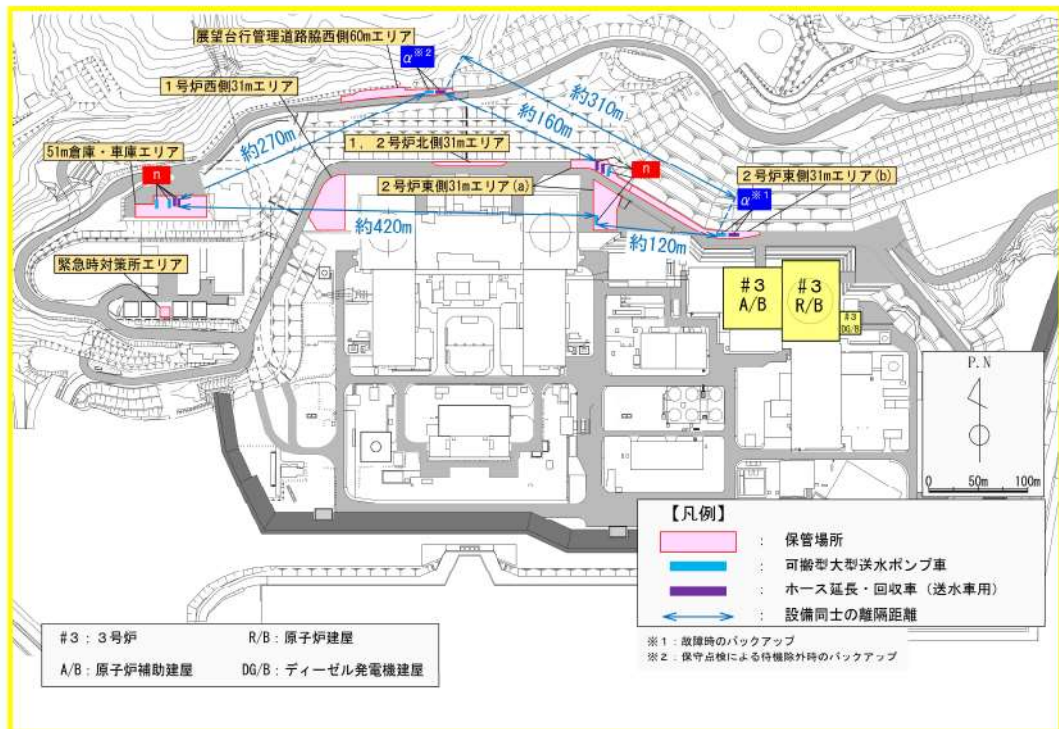 展望台行管理道路脇西側60mエリア
α※2
1号炉西側31mエリア
約310m
約160m
約270m
1，2号炉北側31mエリア
51m倉庫・車庫エリア
n
n
2号炉東側31mエリア(a)
2号炉東側31mエリア(b)
α※1
約420m
約120m
緊急時対策所エリア
#3
A/B
#3
R/B
#3
DG/B
P.N
0 50m 100m
【凡例】
： 保管場所
： 可搬型大型送水ポンプ車
： ホース延長・回収車（送水車用）
： 設備同士の離隔距離
#3：3号炉 R/B：原子炉建屋
A/B：原子炉補助建屋 DG/B：ディーゼル発電機建屋
※1：故障時のバックアップ
※2：保守点検による待機除外時のバックアップ